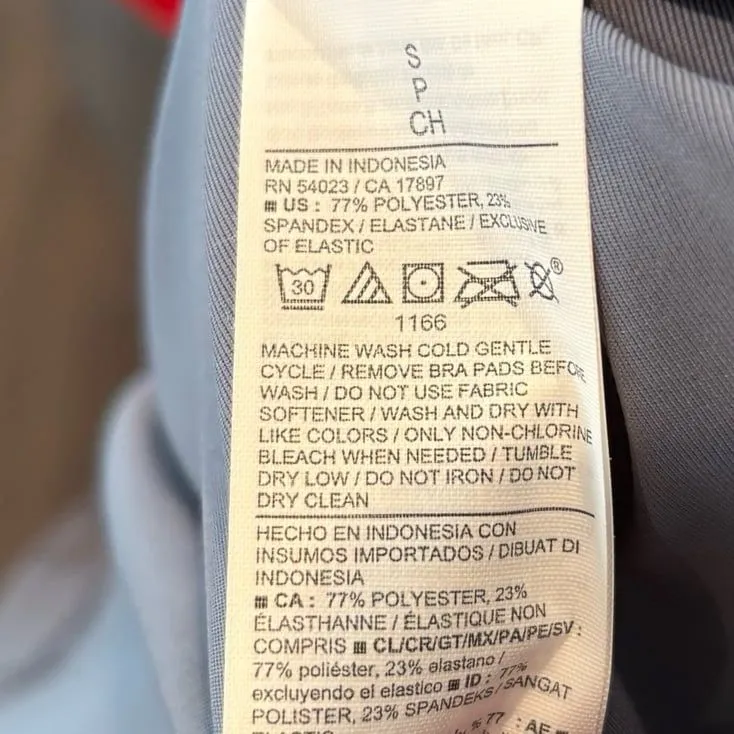 S
P
CH
MADE IN INDONESIA
RN 54023 / CA 17897
US : 77% POLYESTER, 23%
SPANDEX / ELASTANE / EXCLUSIVE
OF ELASTIC
30
®
1166
MACHINE WASH COLD GENTLE
CYCLE / REMOVE BRA PADS BEFORE
WASH / DO NOT USE FABRIC
SOFTENER / WASH AND DRY WITH
LIKE COLORS / ONLY NON-CHLORINE
BLEACH WHEN NEEDED / TUMBLE
DRY LOW / DO NOT IRON / DO NOT
DRY CLEAN
HECHO EN INDONESIA CON
INSUMOS IMPORTADOS / DIBUAT DI
INDONESIA
CA : 77% POLYESTER, 23%
ÉLASTHANNE / ÉLASTIQUE NON
COMPRIS CL/CR/GT/MX/PA/PE/SV :
77% poliéster, 23% elastano /
excluyendo el elastico ID : 77%
POLISTER, 23% SPANDEKS / SANGAT
% 77 : AE